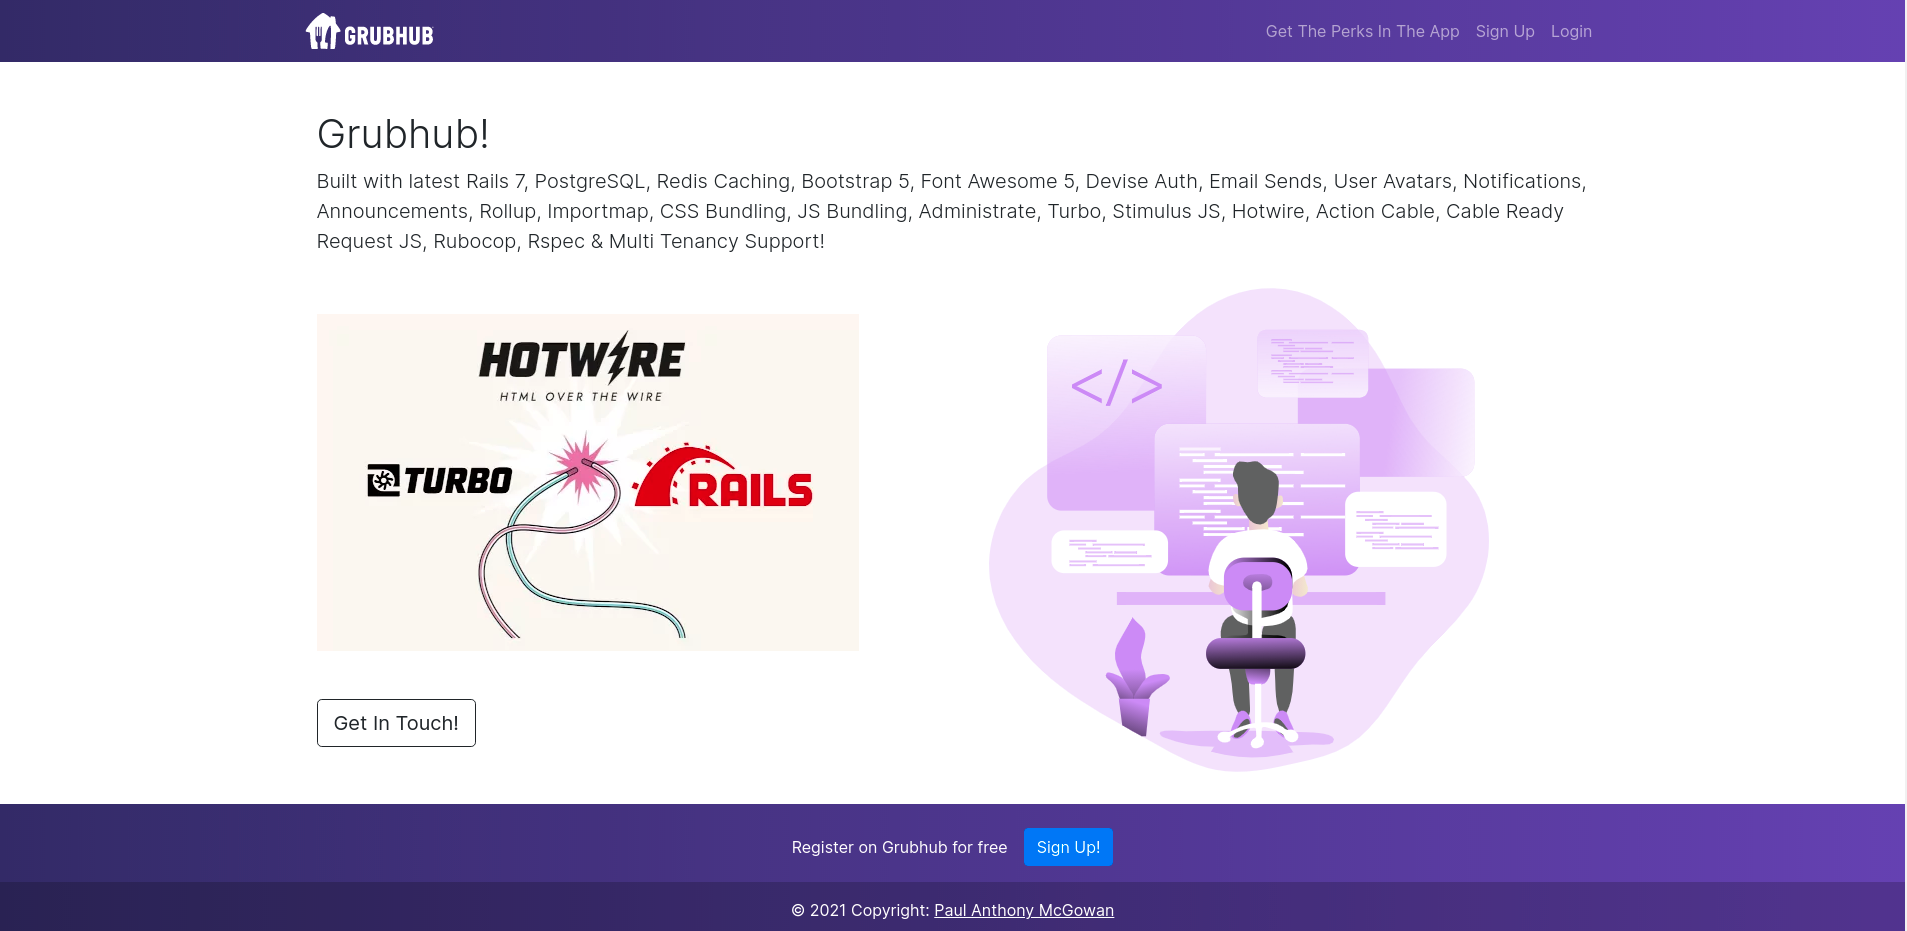 GRUBHUB
Get The Perks In The App
Sign Up
Login
Grubhub!
Built with latest Rails 7, PostgreSQL, Redis Caching, Bootstrap 5, Font Awesome 5, Devise Auth, Email Sends, User Avatars, Notifications,
Announcements, Rollup, Importmap, CSS Bundling, JS Bundling, Administrate, Turbo, Stimulus JS, Hotwire, Action Cable, Cable Ready
Request JS, Rubocop, Rspec & Multi Tenancy Support!
HOTWIRE
HTML OVER THE WIRE
TURBO
RAILS
</>
Get In Touch!
Register on Grubhub for free
Sign Up!
© 2021 Copyright: Paul Anthony McGowan